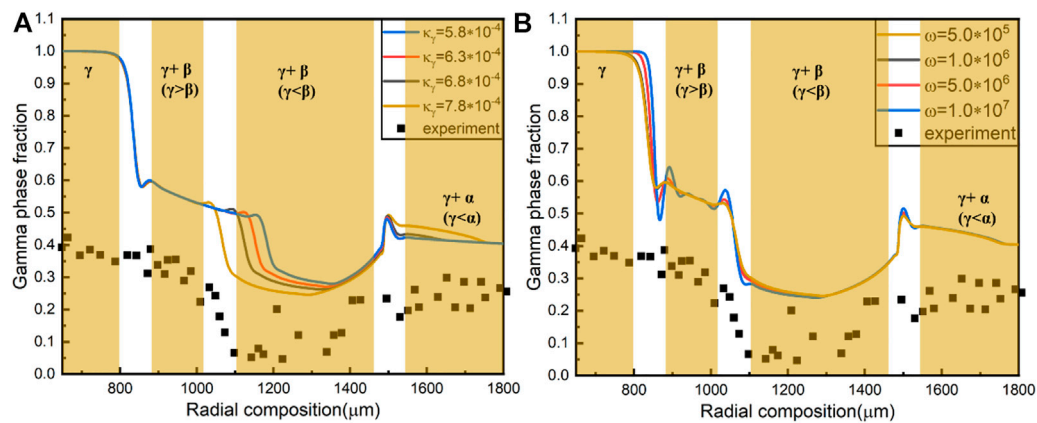 A
Gamma phase fraction
1.1
1.0
0.9
0.8
0.7
0.6
0.5
0.4
0.3
0.2
0.1
0.0
γ
γ+ β
(γ>β)
γ+ β
(γ<β)
γ+ α
(γ<α)
κγ=5.8*10-4
κγ=6.3*10-4
κγ=6.8*10-4
κγ=7.8*10-4
experiment
800 1000 1200 1400 1600 1800
Radial composition(μm)
B
Gamma phase fraction
1.1
1.0
0.9
0.8
0.7
0.6
0.5
0.4
0.3
0.2
0.1
0.0
γ
γ+ β
(γ>β)
γ+ β
(γ<β)
γ+ α
(γ<α)
ω=5.0*10⁵
ω=1.0*10⁶
ω=5.0*10⁶
ω=1.0*10⁷
experiment
800 1000 1200 1400 1600 1800
Radial composition(μm)